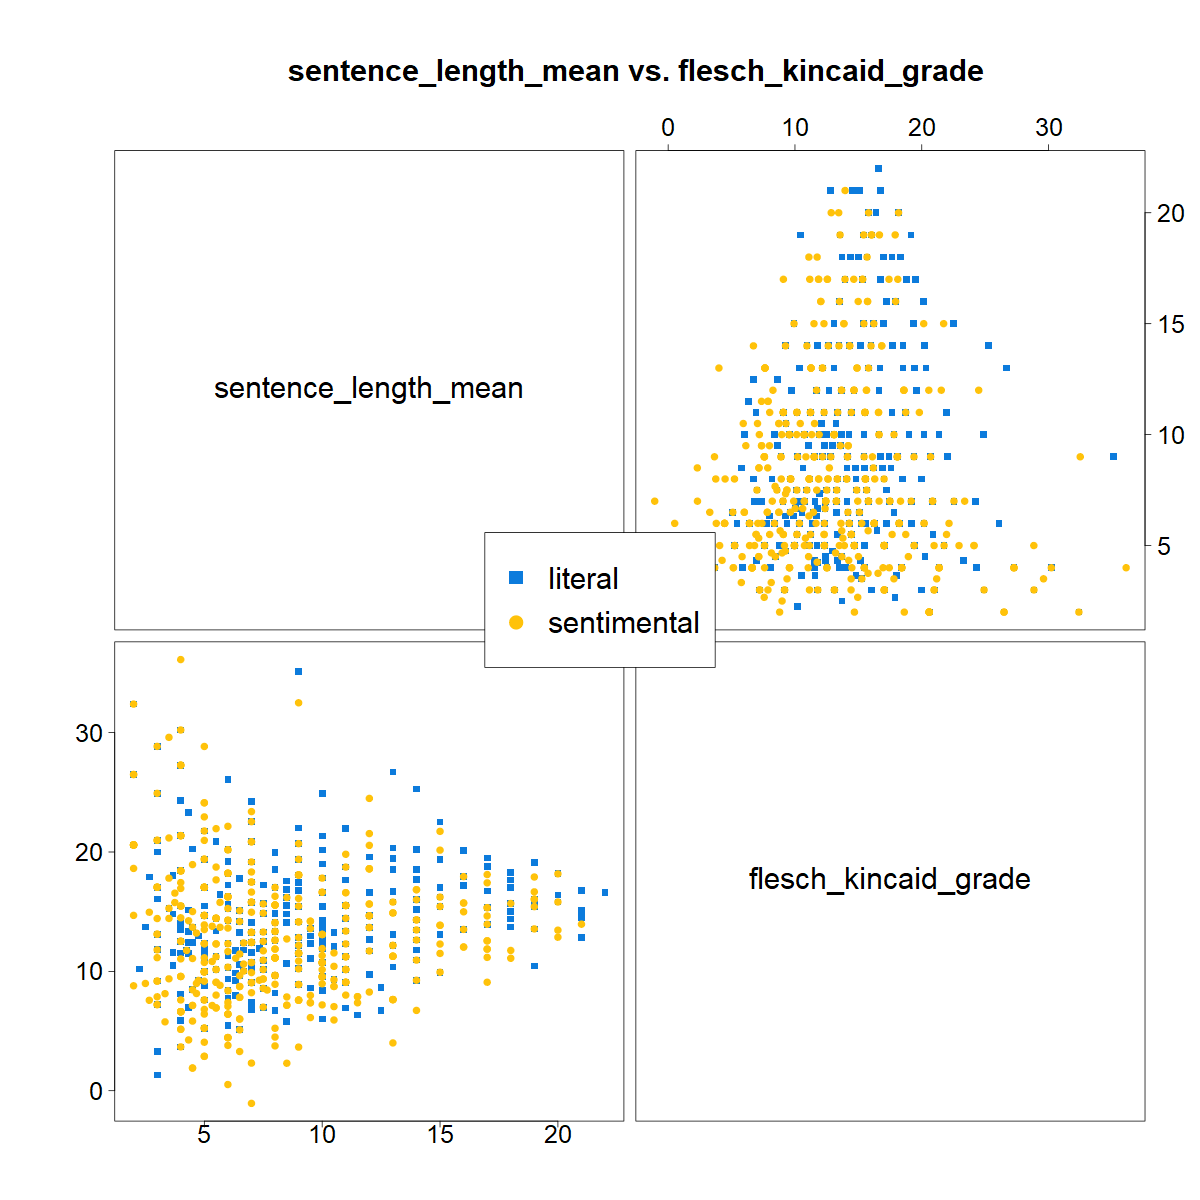 sentence_length_mean vs. flesch_kincaid_grade
0 10 20 30
sentence_length_mean
20
15
10
5
literal
sentimental
30
20
10
0
flesch_kincaid_grade
5 10 15 20